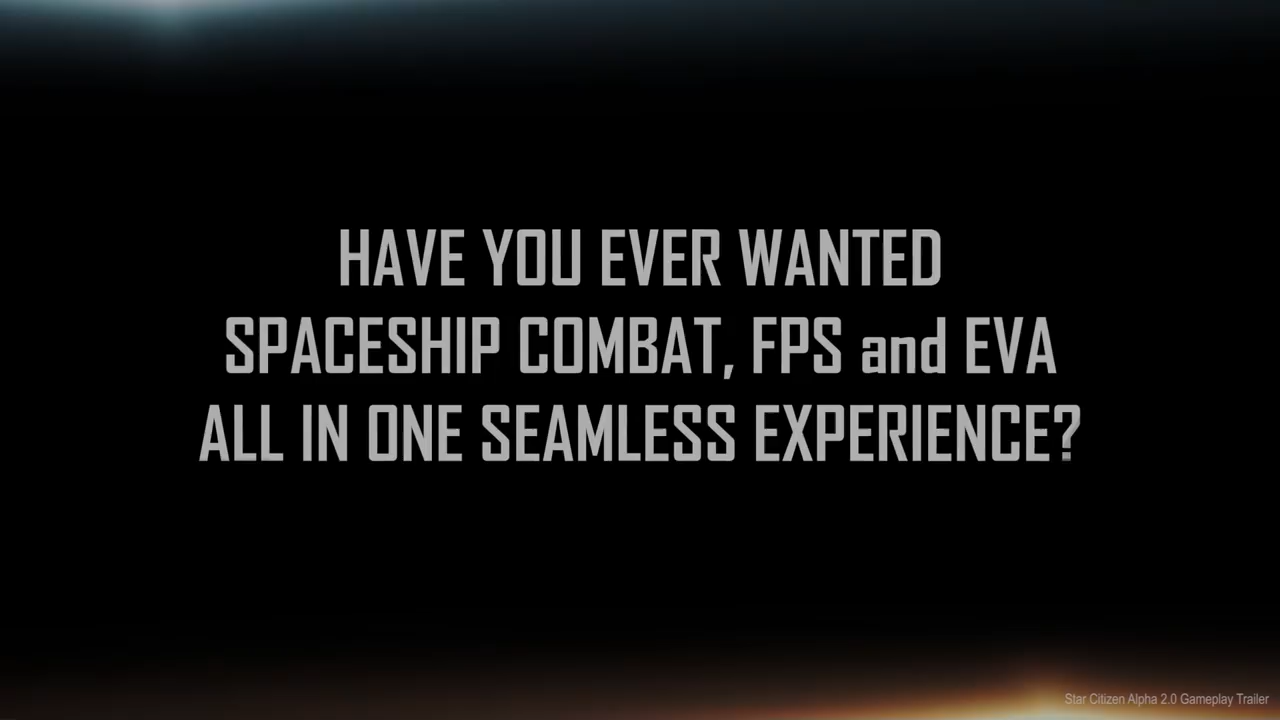 HAVE YOU EVER WANTED
SPACESHIP COMBAT, FPS and EVA
ALL IN ONE SEAMLESS EXPERIENCE?
Star Citizen Alpha 2.0 Gameplay Trailer